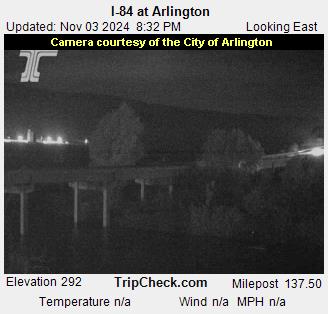 I-84 at Arlington
Updated: Nov 03 2024 8:32 PM Looking East
Camera courtesy of the City of Arlington
Elevation 292 TripCheck.com Milepost 137.50
Temperature n/a Wind n/a MPH n/a